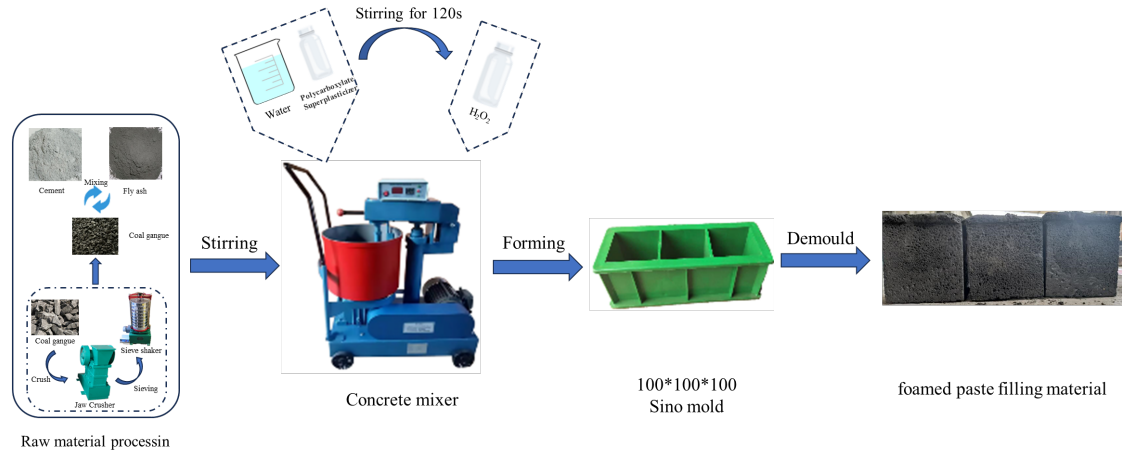 Stirring for 120s
Water
Polycarboxylate
Superplasticizer
H₂O₂
Cement
Fly ash
Mixing
Coal gangue
Coal gangue
Sieve shaker
Crush
Jaw Crusher
Sieving
Raw material processin
Stirring
Concrete mixer
Forming
100*100*100
Sino mold
Demould
foamed paste filling material